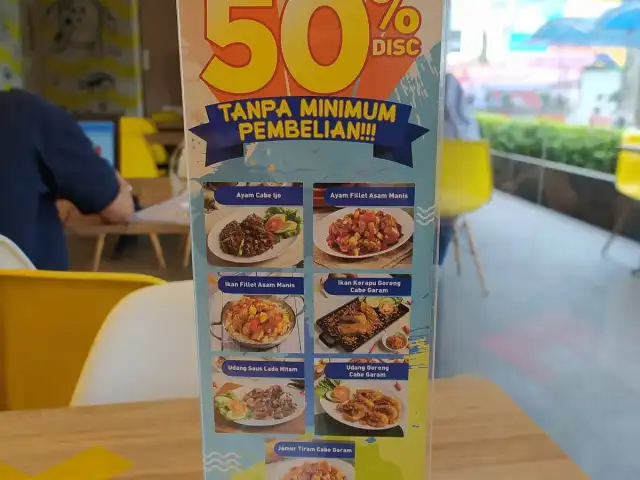 50%
DISC
TANPA MINIMUM
PEMBELIAN!!!
Ayam Cabe Ijo
Ayam Fillet Asam Manis
Ikan Fillet Asam Manis
Ikan Kerapu Goreng
Cabe Garam
Udang Saus Lada Hitam
Udang Goreng
Cabe Garam
Jamur Tiram Cabe Garam